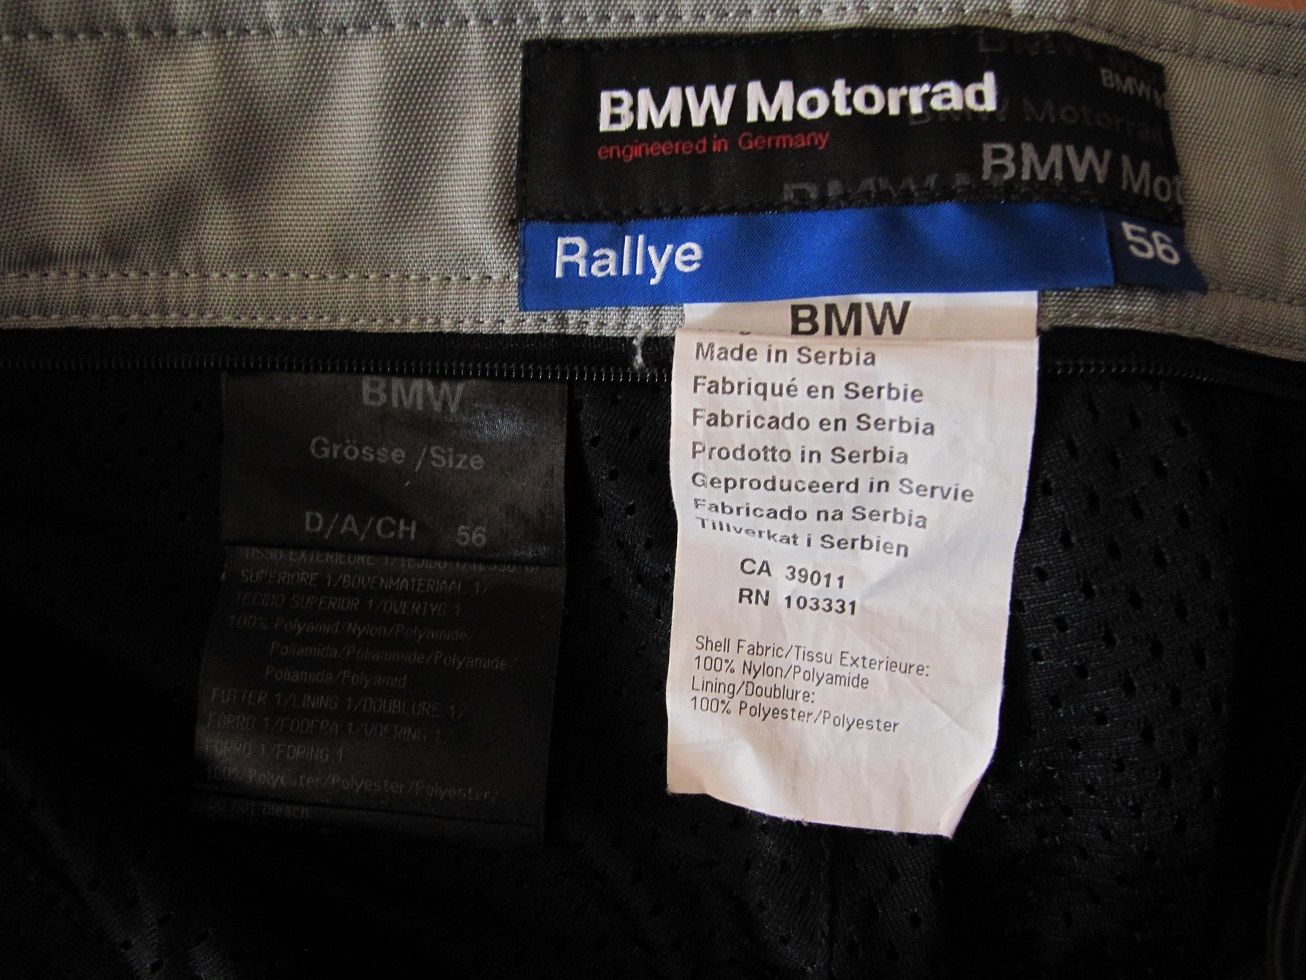 BMW Motorrad
engineered in Germany
BMW Mot
Rallye
56
BMW
Made in Serbia
Fabriqué en Serbie
Fabricado en Serbia
Prodotto in Serbia
Geproduceerd in Servie
Fabricado na Serbia
Tillverkat i Serbien
CA 39011
RN 103331
Shell Fabric/Tissu Exterieure:
100% Nylon/Polyamide
Lining/Doublure:
100% Polyester/Polyester
BMW
Grösse /Size
D/A/CH 56
SUPERIORE 1/BOVENMATERIAAL 1/
TECIDO SUPERIOR 1/OVERTYG 1
100% Polyamid/Nylon/Polyamide/
Poliamida/Poliammide/Polyamide/
Poliamida/Polyamid
FUTTER 1/LINING 1/DOUBLURE 1/
FORRO 1/FODERA 1/VOERING 1/
FORRO 1/FOPING 1
100% Polyester/Polyester/Polyester/
Do not bleach